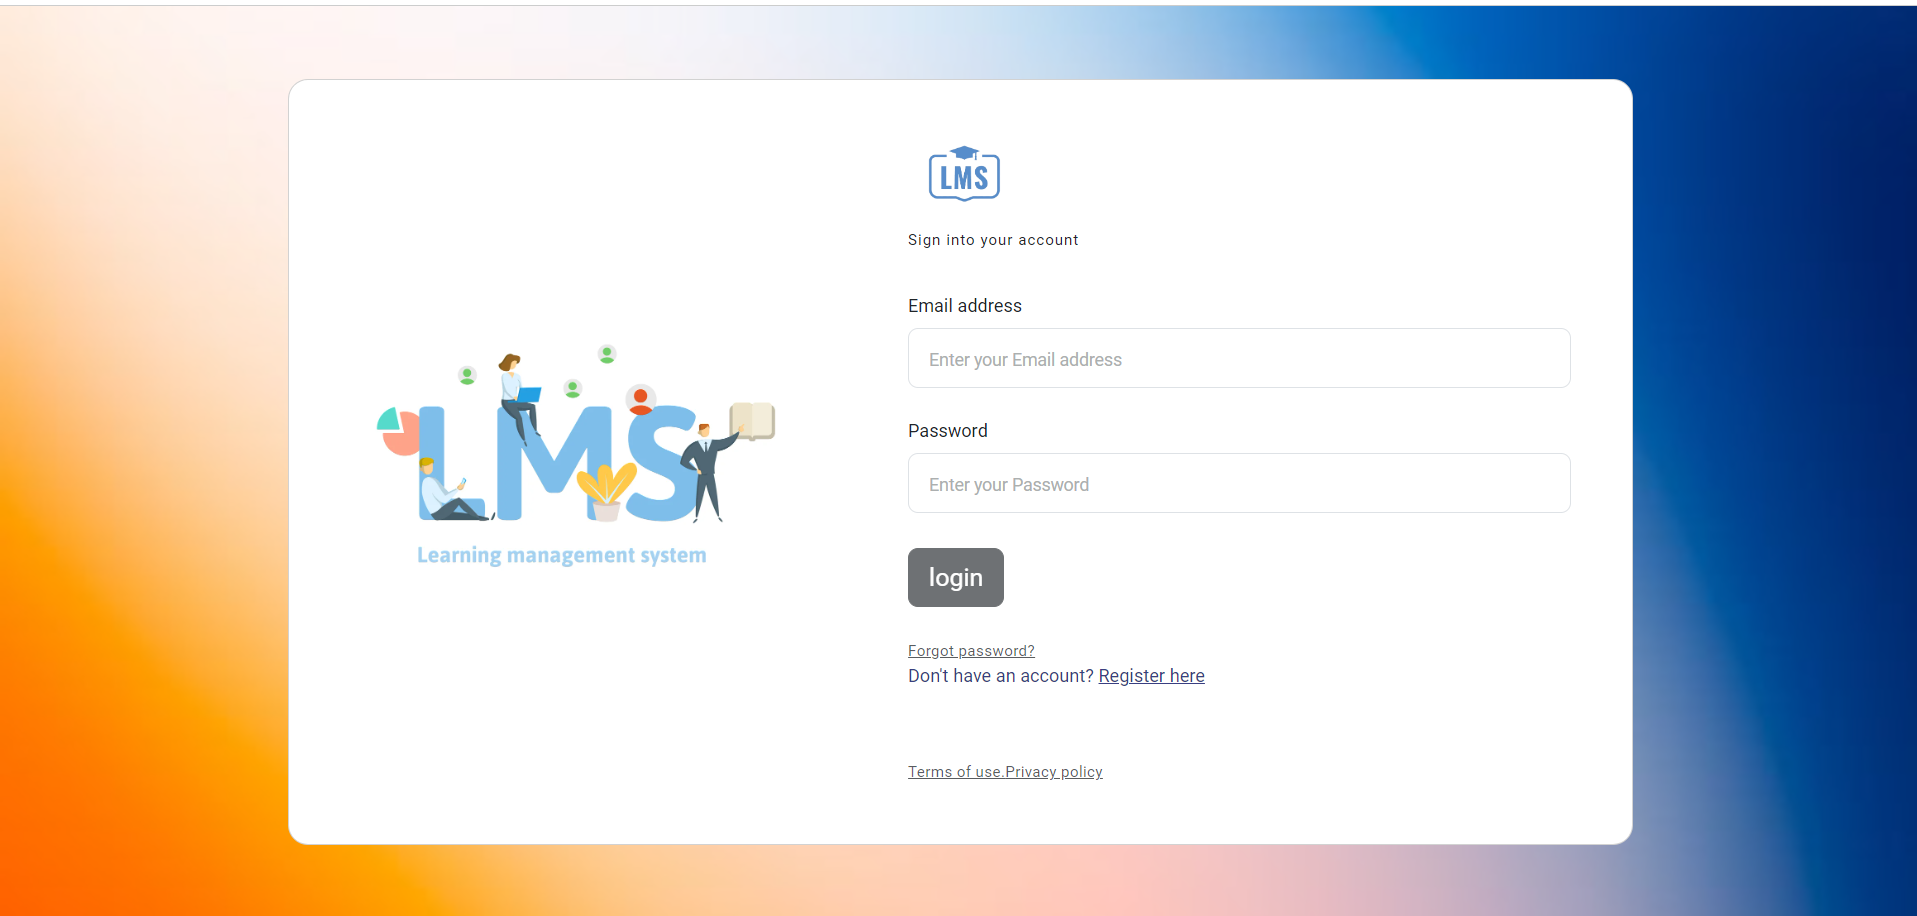 LMS
Sign into your account
Email address
Enter your Email address
Password
Enter your Password
login
Forgot password?
Don't have an account? Register here
Terms of use.Privacy policy
LMS
Learning management system